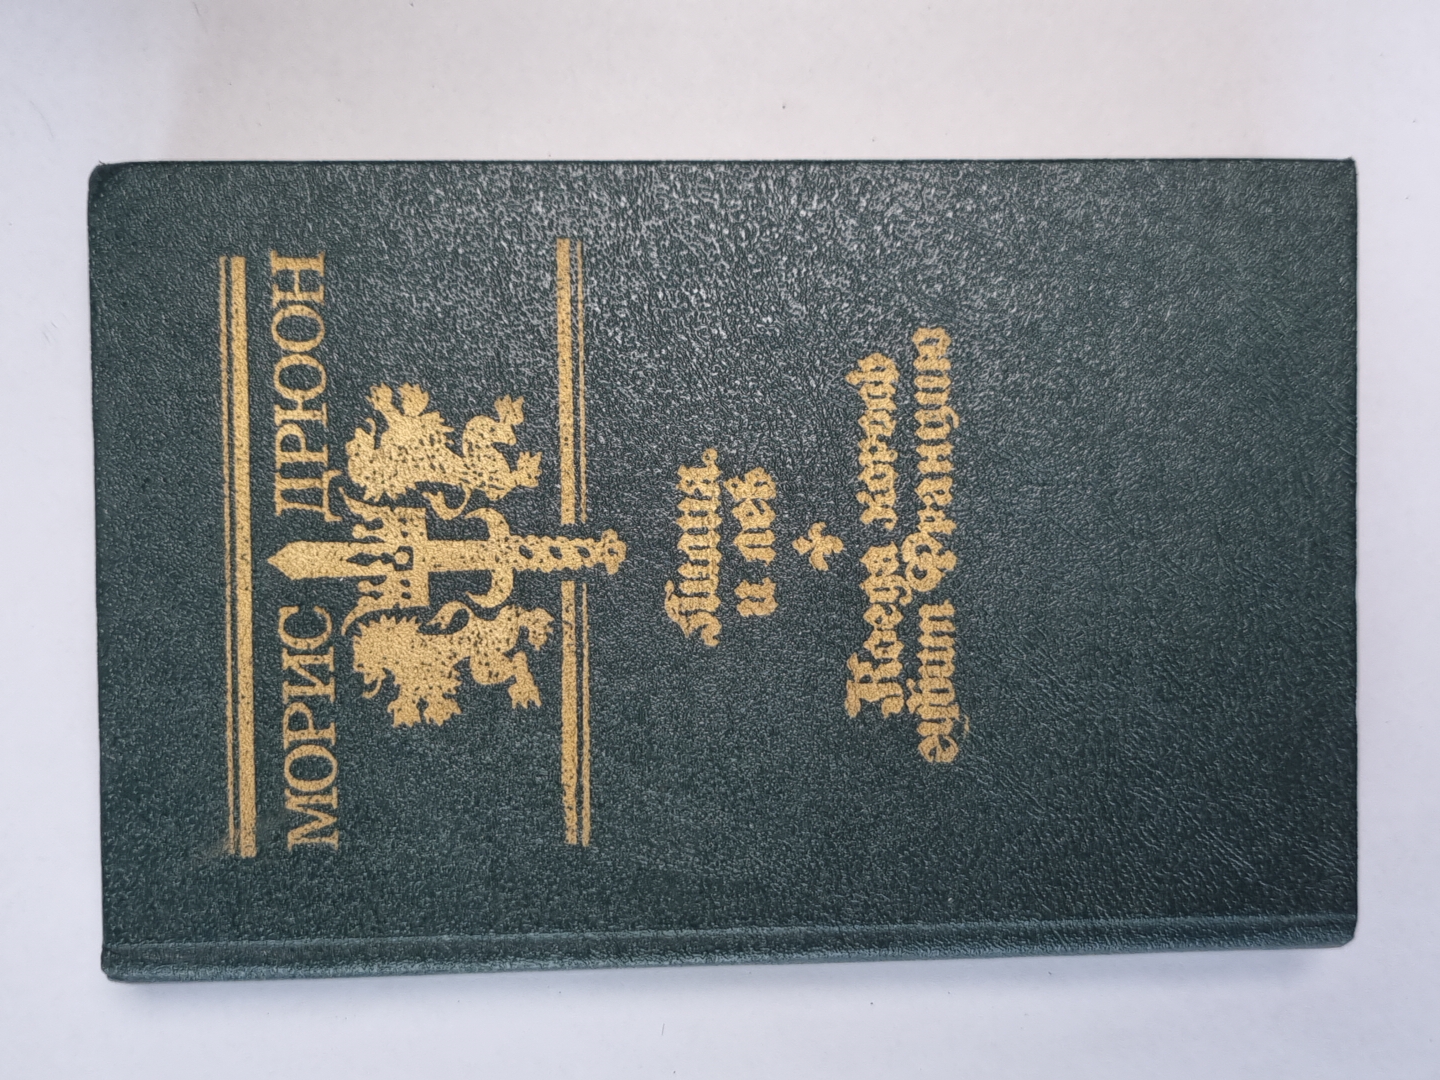 МОРИС ДРЮОН
Лилия
и лев
Когда король
губит Францию